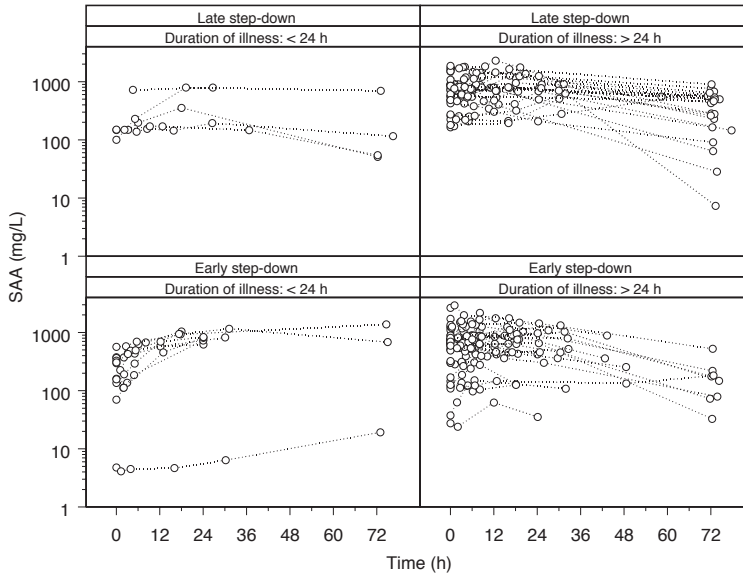 Late step-down Late step-down
Duration of illness: < 24 h Duration of illness: > 24 h
1000
100
10
1
SAA (mg/L)
Early step-down Early step-down
Duration of illness: < 24 h Duration of illness: > 24 h
1000
100
10
1
0 12 24 36 48 60 72 0 12 24 36 48 60 72
Time (h)